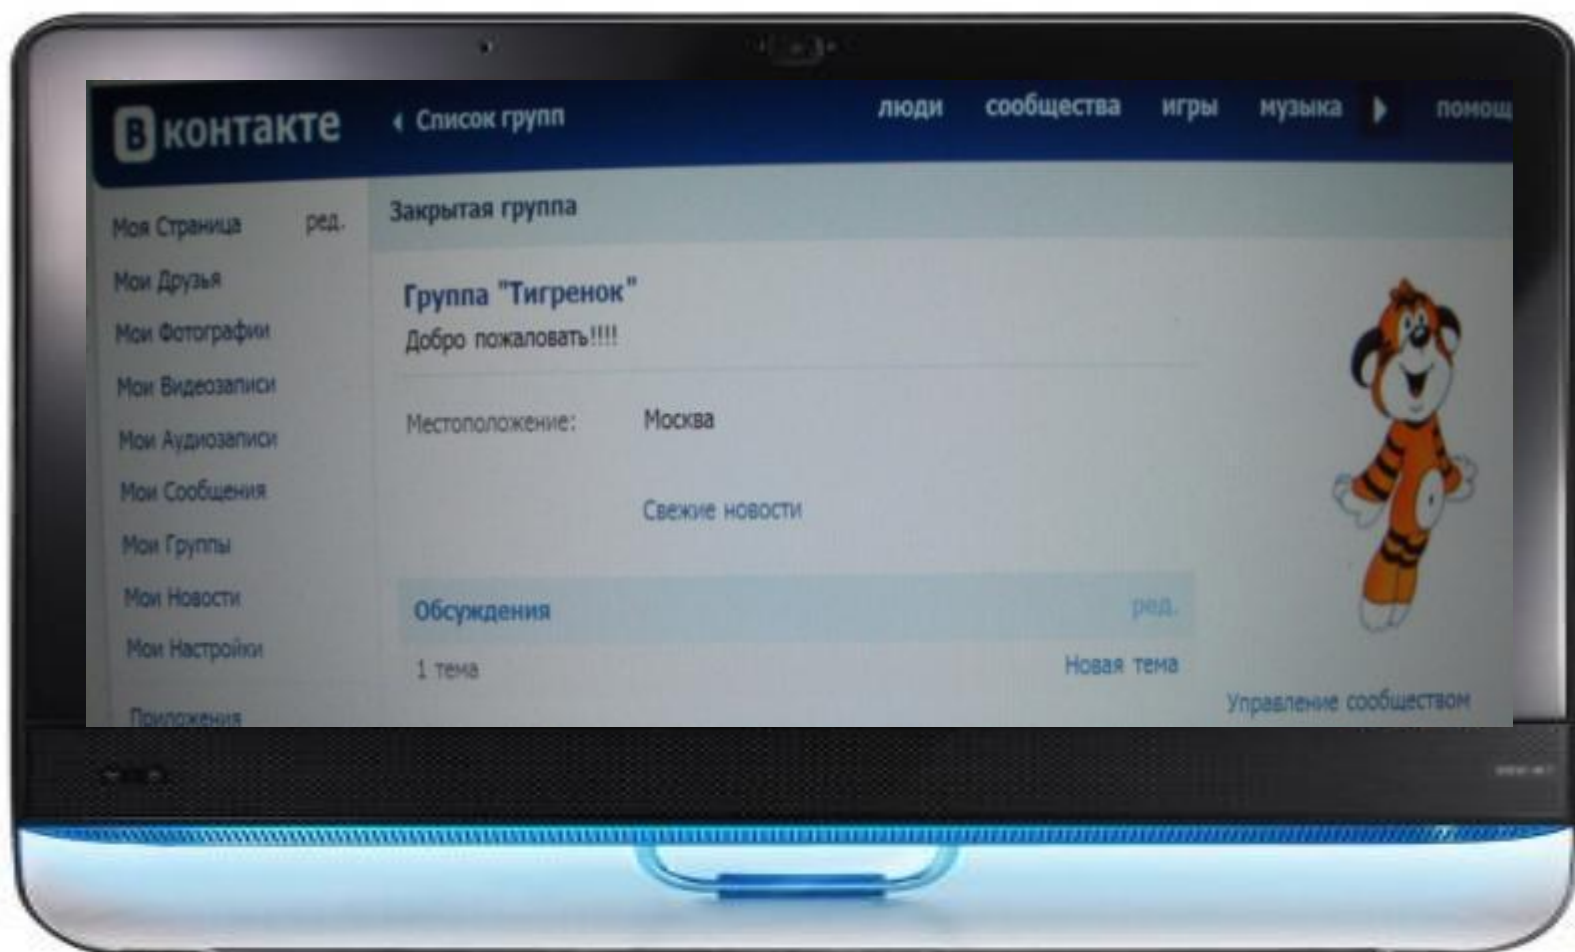 В контакте
Список групп
люди сообщества игры музыка
Моя Страница ред.
Мои Друзья
Мои Фотографии
Мои Видеозаписи
Мои Аудиозаписи
Мои Сообщения
Мои Группы
Мои Новости
Мои Настройки
Приложения
Закрытая группа
Группа "Тигренок"
Добро пожаловать!!!!
Местоположение: Москва
Свежие новости
Обсуждения ред.
1 тема Новая тема
Управление сообществом